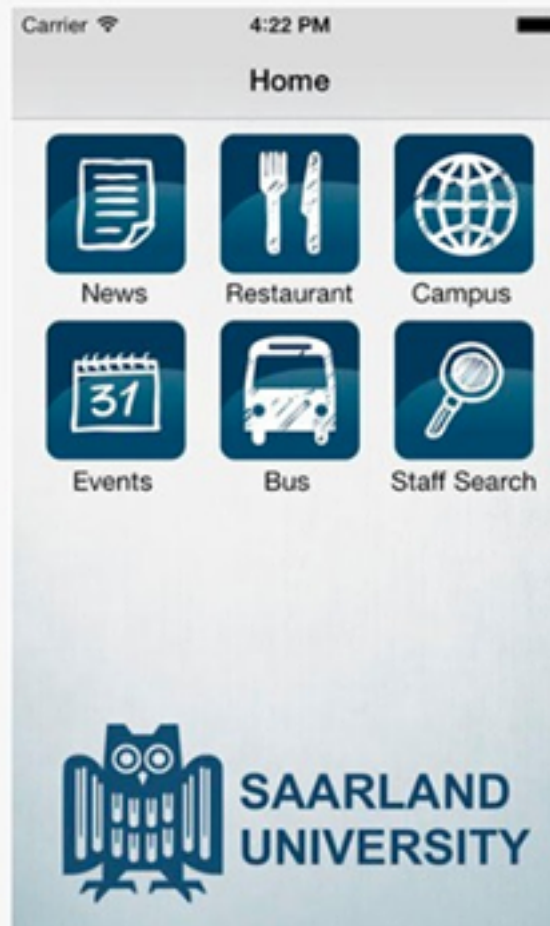 Carrier 4:22 PM
Home
News Restaurant Campus
31
Events Bus Staff Search
SAARLAND
UNIVERSITY